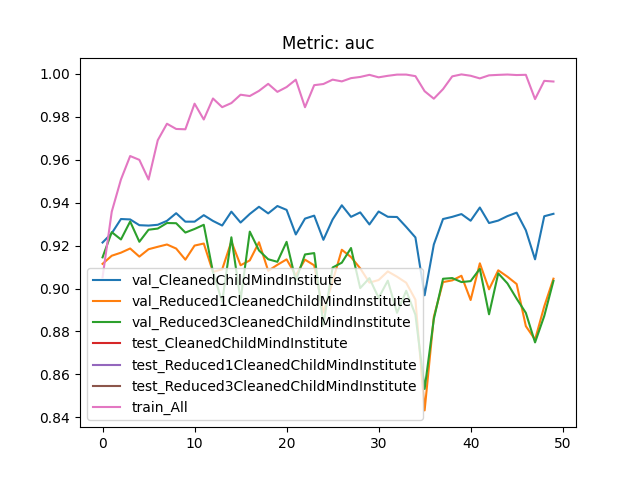 Metric: auc
1.00
0.98
0.96
0.94
0.92
0.90
0.88
0.86
0.84
val_CleanedChildMindInstitute
val_Reduced1CleanedChildMindInstitute
val_Reduced3CleanedChildMindInstitute
test_CleanedChildMindInstitute
test_Reduced1CleanedChildMindInstitute
test_Reduced3CleanedChildMindInstitute
train_All
0 10 20 30 40 50